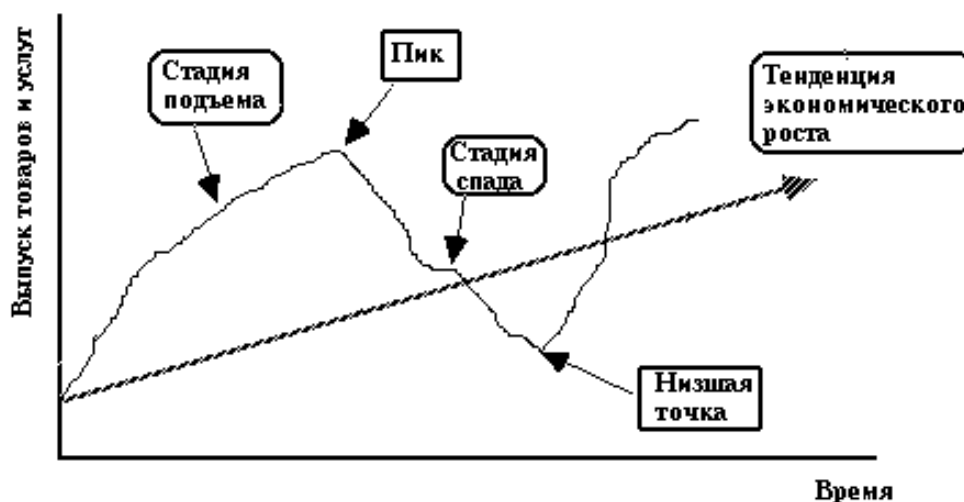 Выпуск товаров и услуг
Стадия
подъема
Пик
Стадия
спада
Тенденция
экономического
роста
Низшая
точка
Время